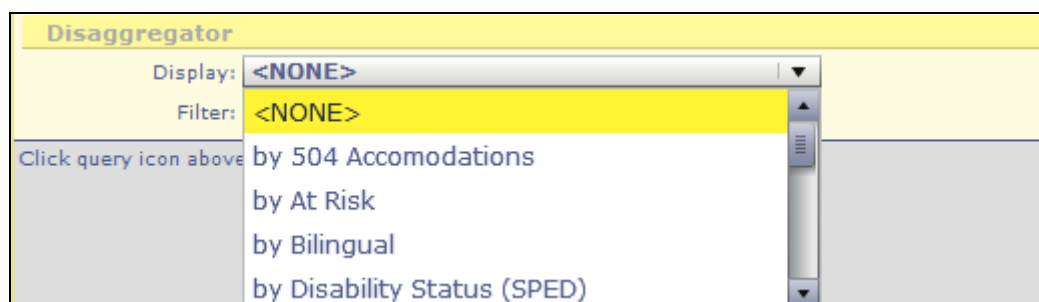 Disaggregator
Display: <NONE>
Filter: <NONE>
Click query icon above
by 504 Accomodations
by At Risk
by Bilingual
by Disability Status (SPED)